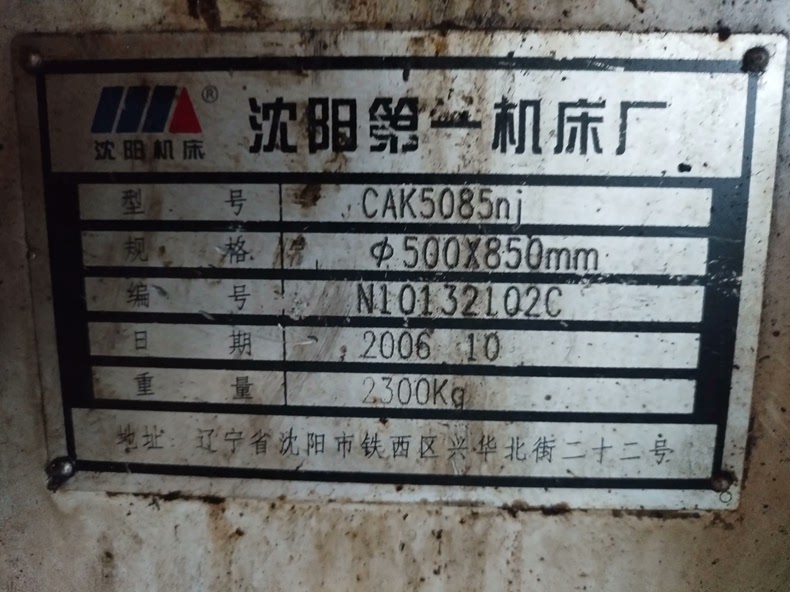 ® 沈阳第一机床厂
沈阳机床
型 号 CAK5085nj
规 格 Φ500X850mm
编 号 N10132102C
日 期 2006 10
重 量 2300Kg
地址 辽宁省沈阳市铁西区兴华北街二十二号
8